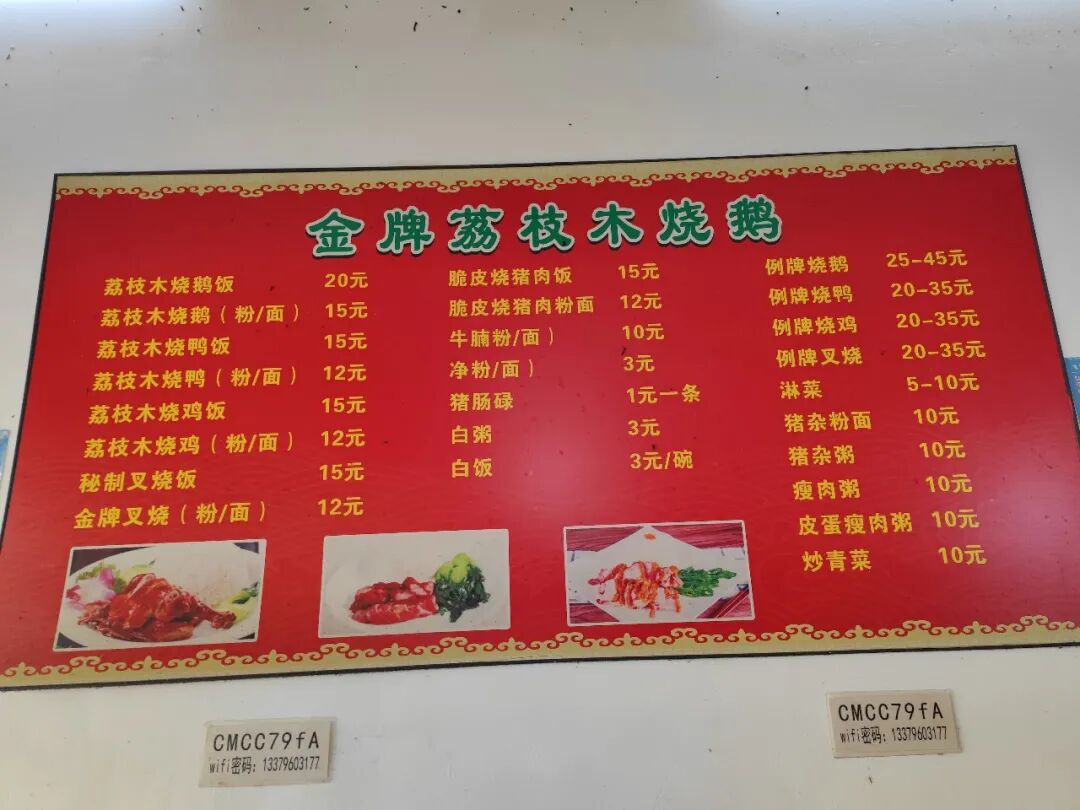 金牌荔枝木烧鹅
荔枝木烧鹅饭 20元
荔枝木烧鹅（粉/面） 15元
荔枝木烧鸭饭 15元
荔枝木烧鸭（粉/面） 12元
荔枝木烧鸡饭 15元
荔枝木烧鸡（粉/面） 12元
秘制叉烧饭 15元
金牌叉烧（粉/面） 12元
脆皮烧猪肉饭 15元
脆皮烧猪肉粉面 12元
牛腩粉/面） 10元
净粉/面） 3元
猪肠碌 1元一条
白粥 3元
白饭 3元/碗
例牌烧鹅 25-45元
例牌烧鸭 20-35元
例牌烧鸡 20-35元
例牌叉烧 20-35元
淋菜 5-10元
猪杂粉面 10元
猪杂粥 10元
瘦肉粥 10元
皮蛋瘦肉粥 10元
炒青菜 10元
CMCC79fA
wifi密码：13379603177
CMCC79fA
wifi密码：13379603177